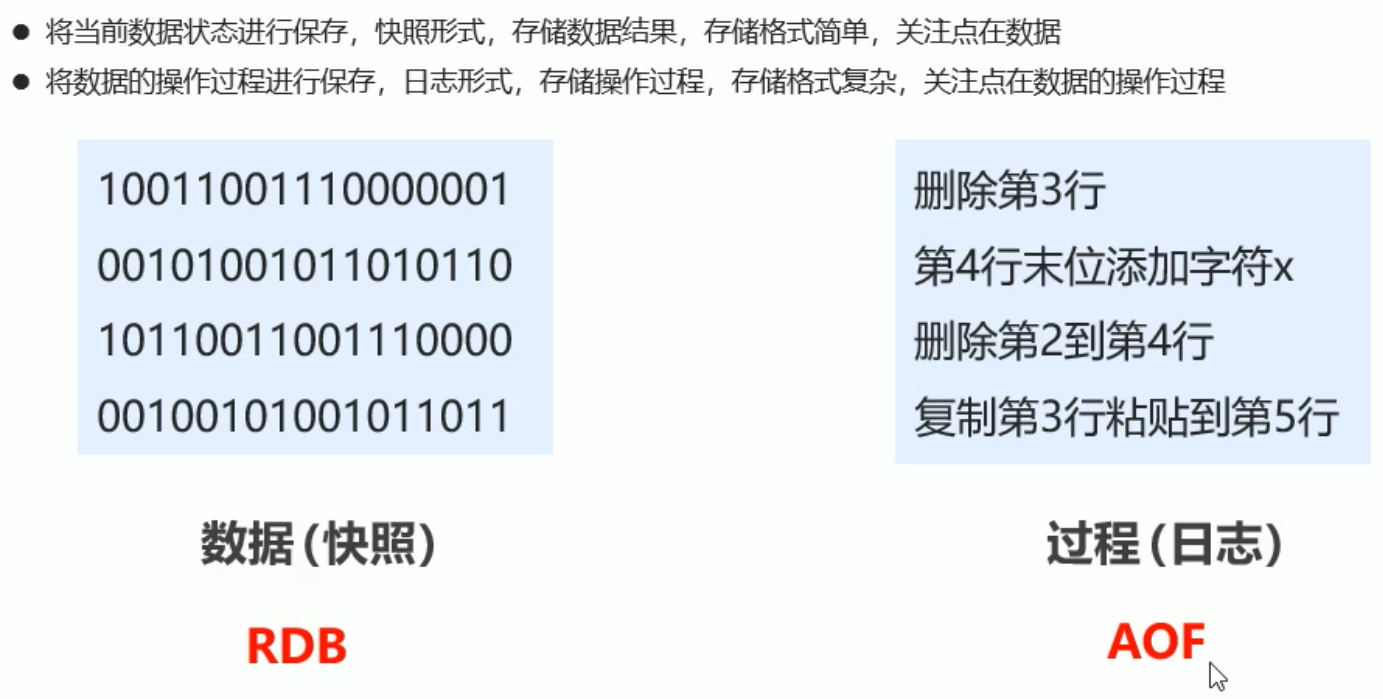 ● 将当前数据状态进行保存，快照形式，存储数据结果，存储格式简单，关注点在数据
● 将数据的操作过程进行保存，日志形式，存储操作过程，存储格式复杂，关注点在数据的操作过程
10011001110000001
00101001011010110
10110011001110000
00100101001011011
数据(快照)
RDB
删除第3行
第4行末位添加字符x
删除第2到第4行
复制第3行粘贴到第5行
过程(日志)
AOF